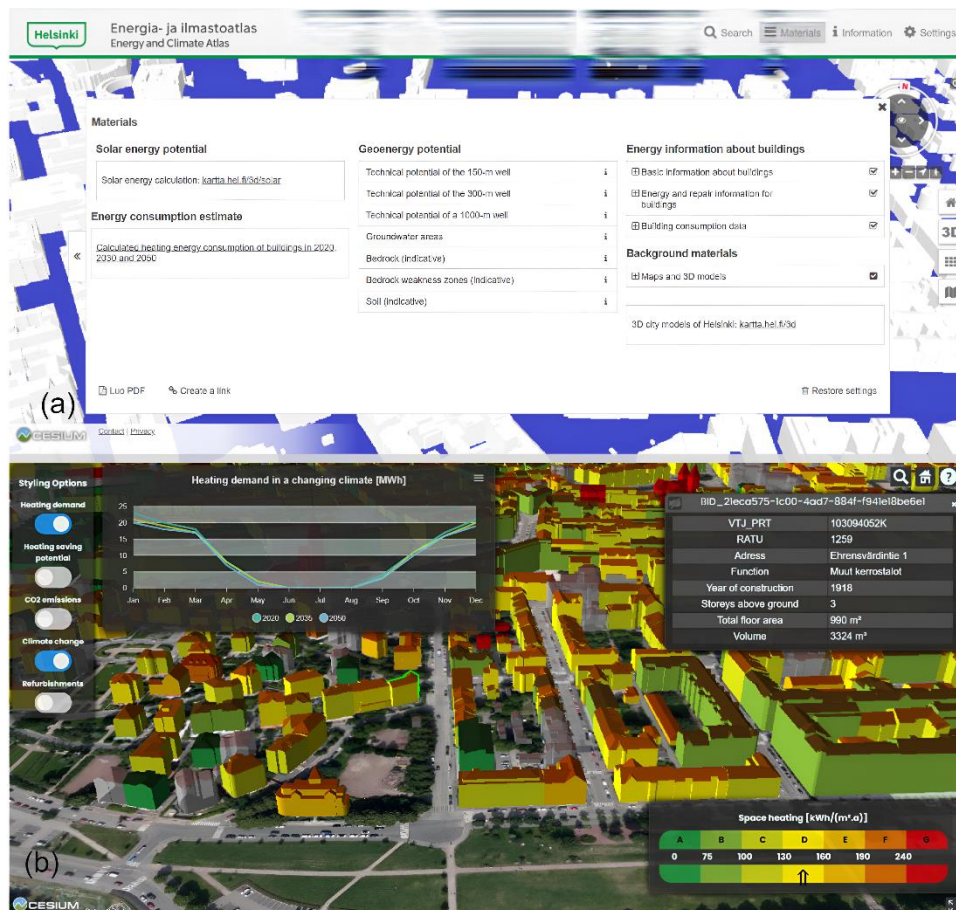 Helsinki
Energia- ja ilmastoatlas
Energy and Climate Atlas
Search
Materials
Information
Settings
N
Materials
Solar energy potential
Solar energy calculation: kartta.hel.fi/3d/solar
Energy consumption estimate
Calculated heating energy consumption of buildings in 2020,
2030 and 2050
Geoenergy potential
Technical potential of the 150-m well
Technical potential of the 300-m well
Technical potential of a 1000-m well
Groundwater areas
Bedrock (indicative)
Bedrock weakness zones (indicative)
Soil (indicative)
Energy information about buildings
Basic information about buildings
Energy and repair information for
buildings
Building consumption data
Background materials
Maps and 3D models
3D city models of Helsinki: kartta.hel.fi/3d
3D
Luo PDF
Create a link
Restore settings
(a)
CESIUM
Contact | Privacy
Styling Options
Heating demand
Heating saving
potential
CO2 emissions
Climate change
Refurbishments
Heating demand in a changing climate [MWh]
25
20
15
10
5
0
Jan Feb Mar Apr May Jun Jul Aug Sep Oct Nov Dec
2020 2035 2050
BID_21eca575-1c00-4ad7-884f-f941e18be6e1
VTJ_PRT 103094052K
RATU 1259
Adress Ehrensvärdintie 1
Function Muut kerrostalot
Year of construction 1918
Storeys above ground 3
Total floor area 990 m²
Volume 3324 m³
Space heating [kWh/(m².a)]
A B C D E F G
0 75 100 130 160 190 240
(b)
CESIUM